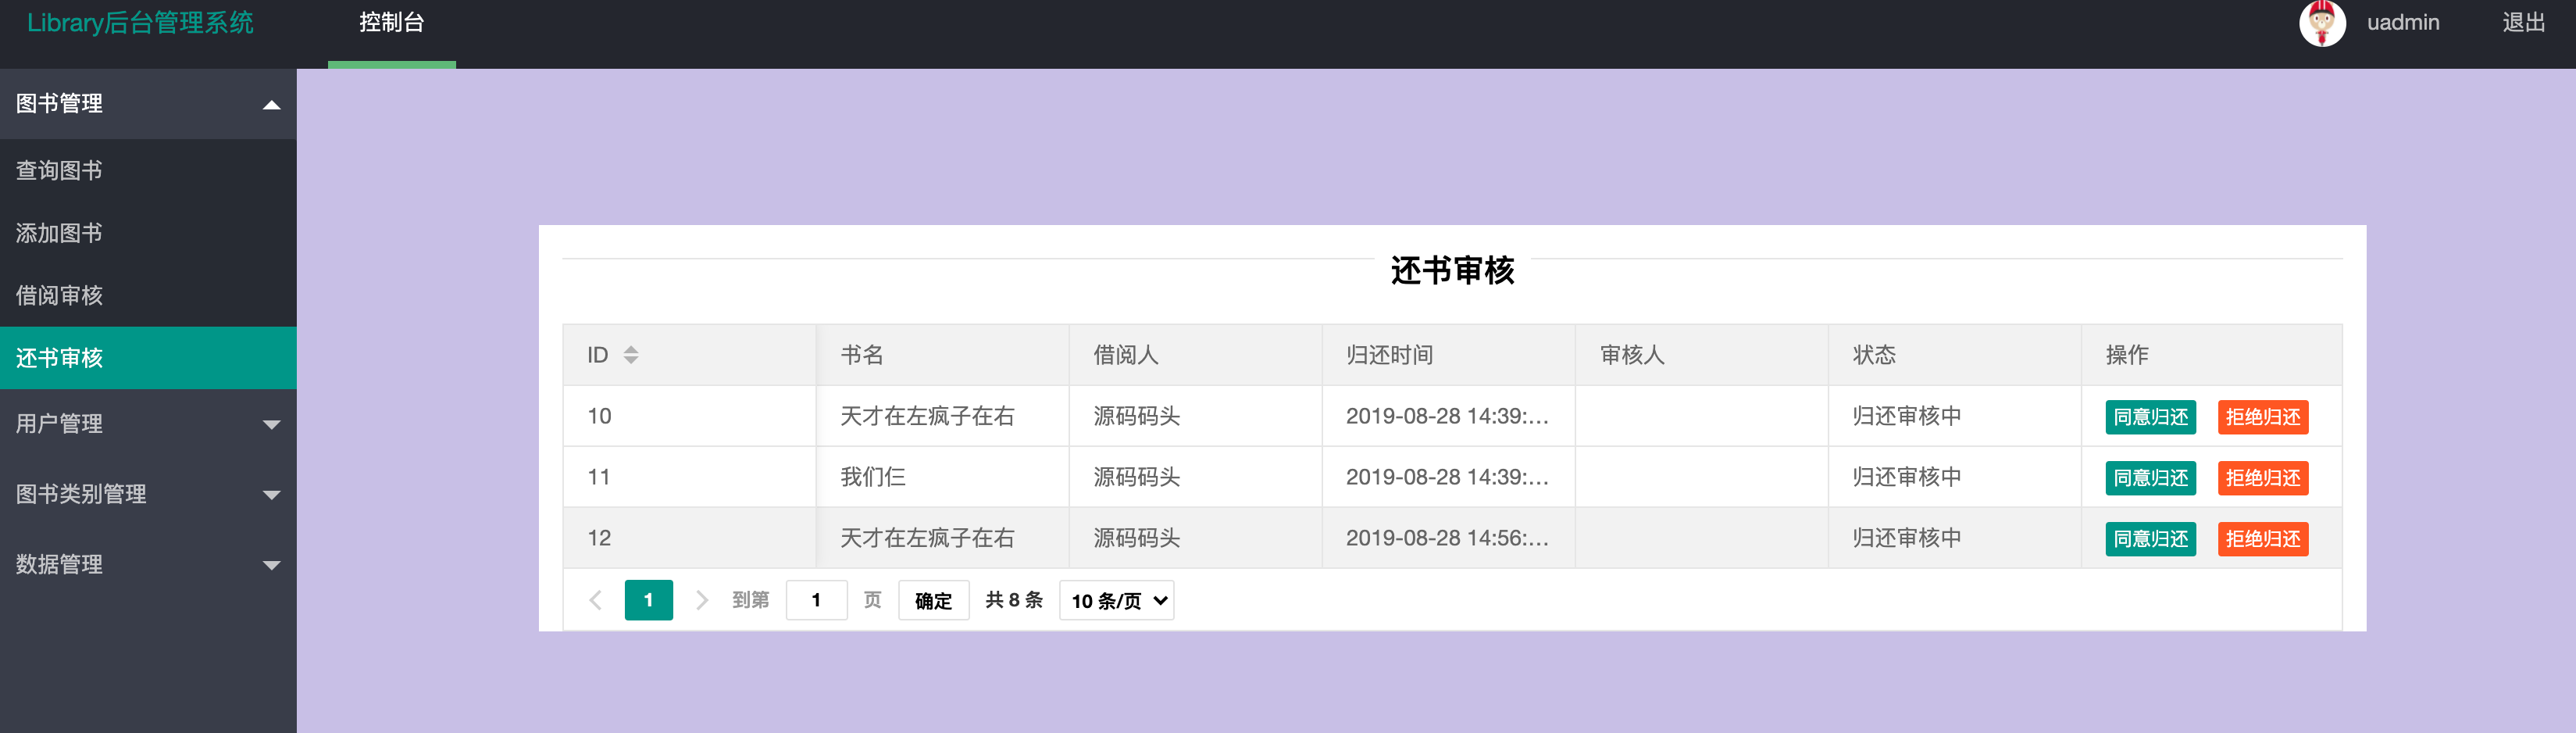 Library后台管理系统 控制台 uadmin 退出
图书管理
查询图书
添加图书
借阅审核
还书审核
用户管理
图书类别管理
数据管理
还书审核
ID 书名 借阅人 归还时间 审核人 状态 操作
10 天才在左疯子在右 源码码头 2019-08-28 14:39:... 归还审核中 同意归还 拒绝归还
11 我们仨 源码码头 2019-08-28 14:39:... 归还审核中 同意归还 拒绝归还
12 天才在左疯子在右 源码码头 2019-08-28 14:56:... 归还审核中 同意归还 拒绝归还
1 到第 1 页 确定 共 8 条 10 条/页